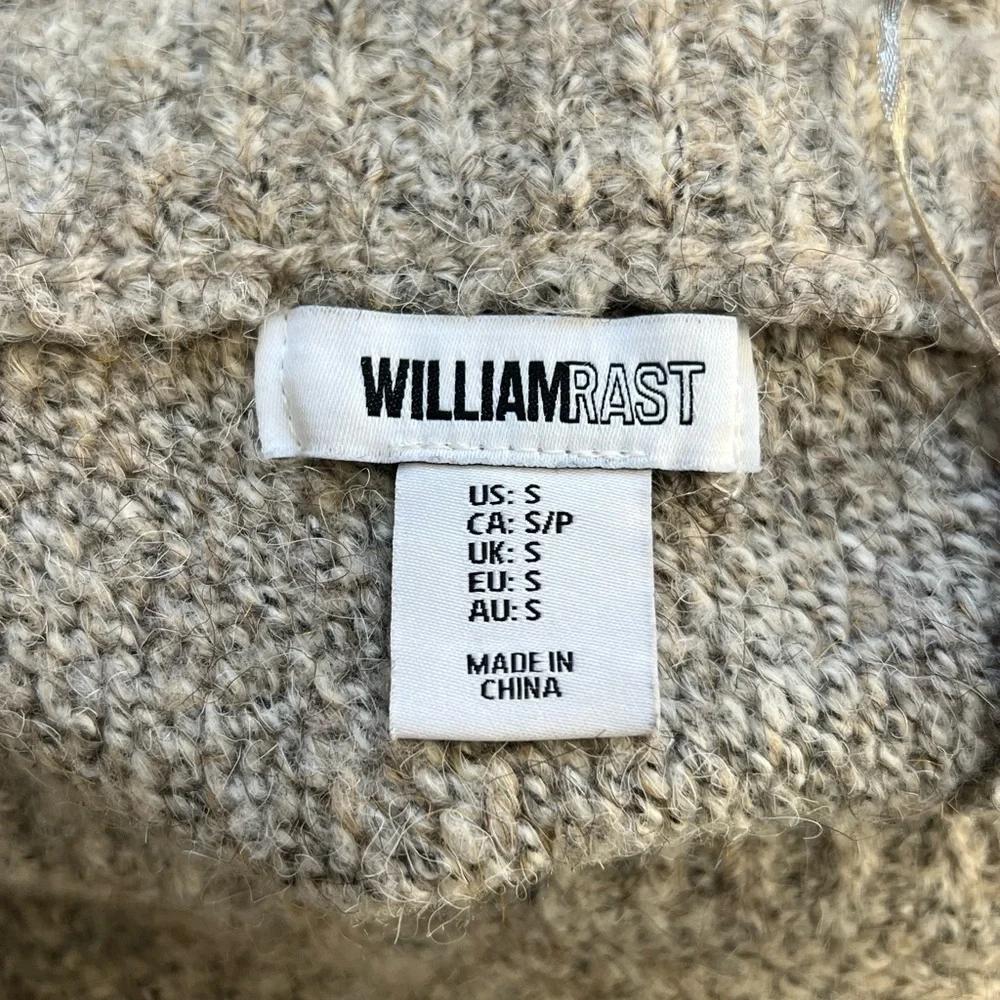 WILLIAMRAST
US: S
CA: S/P
UK: S
EU: S
AU: S
MADE IN
CHINA